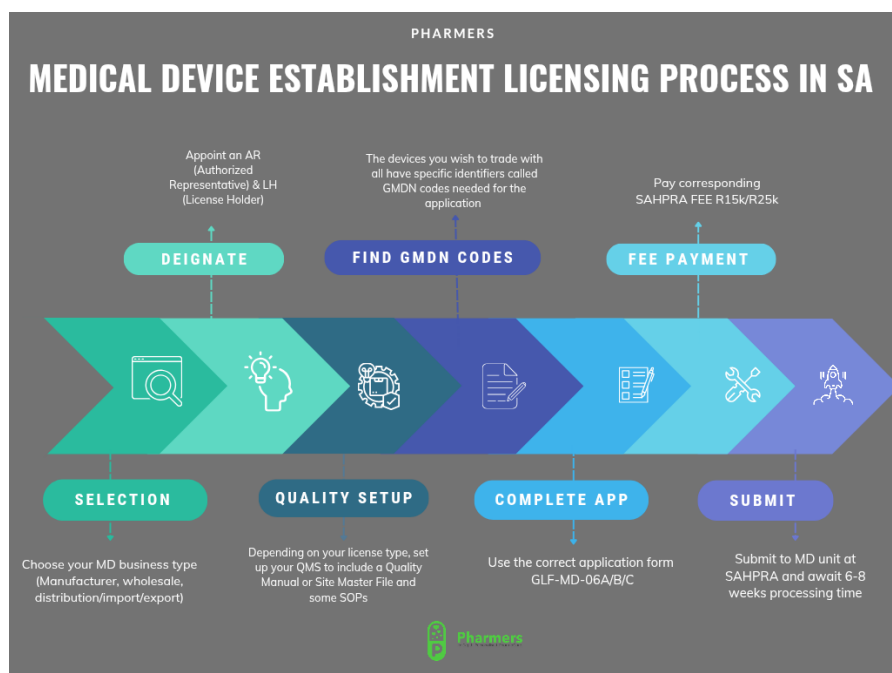 PHARMERS
MEDICAL DEVICE ESTABLISHMENT LICENSING PROCESS IN SA
Appoint an AR
(Authorized
Representative) & LH
(License Holder)
DEIGNATE
The devices you wish to trade with
all have specific identifiers called
GMDN codes needed for the
application
FIND GMDN CODES
Pay corresponding
SAHPRA FEE R15k/R25k
FEE PAYMENT
SELECTION
Choose your MD business type
(Manufacturer, wholesale,
distribution/import/export)
QUALITY SETUP
Depending on your license type, set
up your QMS to include a Quality
Manual or Site Master File and
some SOPs
COMPLETE APP
Use the correct application form
GLF-MD-06A/B/C
SUBMIT
Submit to MD unit at
SAHPRA and await 6-8
weeks processing time
Pharmers